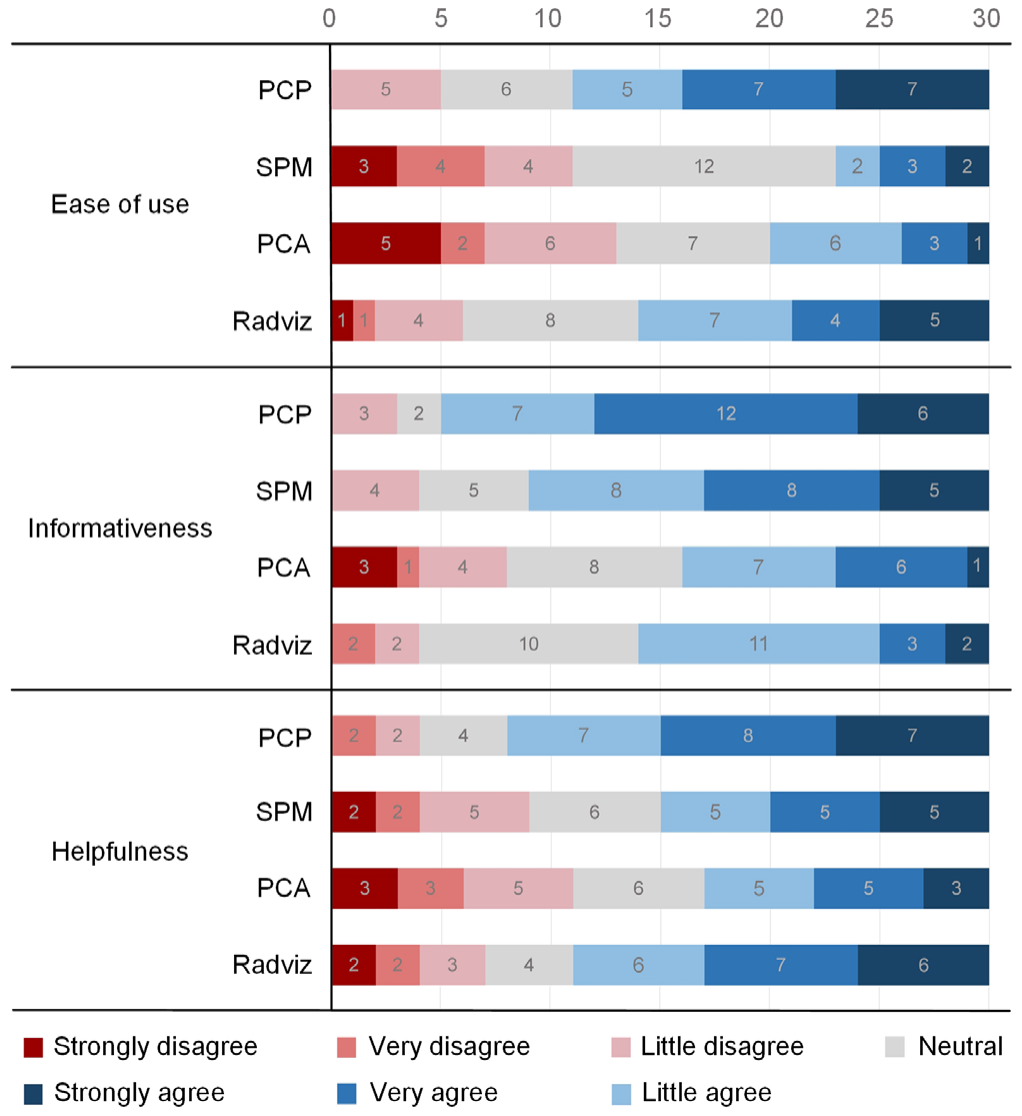 0 5 10 15 20 25 30
PCP 5 6 5 7 7
SPM 3 4 4 12 2 3 2
Ease of use
PCA 5 2 6 7 6 3 1
Radviz 1 1 4 8 7 4 5
PCP 3 2 7 12 6
SPM 4 5 8 8 5
Informativeness
PCA 3 1 4 8 7 6 1
Radviz 2 2 10 11 3 2
PCP 2 2 4 7 8 7
SPM 2 2 5 6 5 5 5
Helpfulness
PCA 3 3 5 6 5 5 3
Radviz 2 2 3 4 6 7 6
Strongly disagree Very disagree Little disagree Neutral
Strongly agree Very agree Little agree